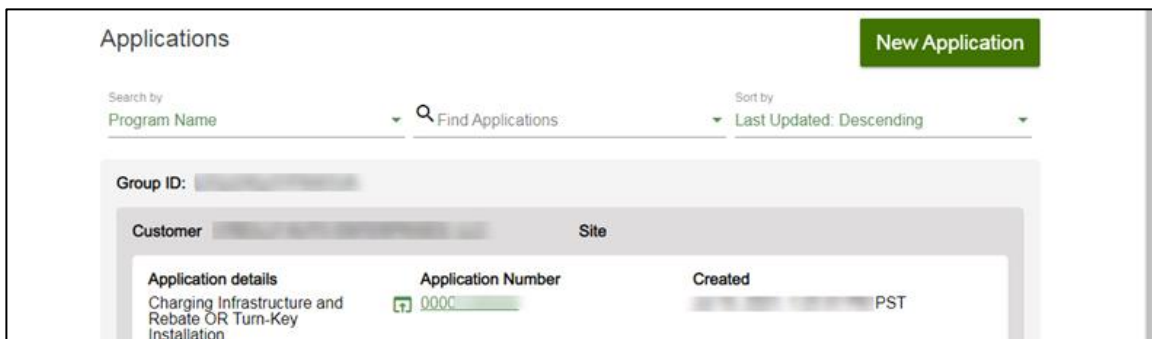 Applications
New Application
Search by
Program Name
Find Applications
Sort by
Last Updated: Descending
Group ID:
Customer
Site
Application details
Application Number
Created
Charging Infrastructure and
Rebate OR Turn-Key
Installation
0000
PST